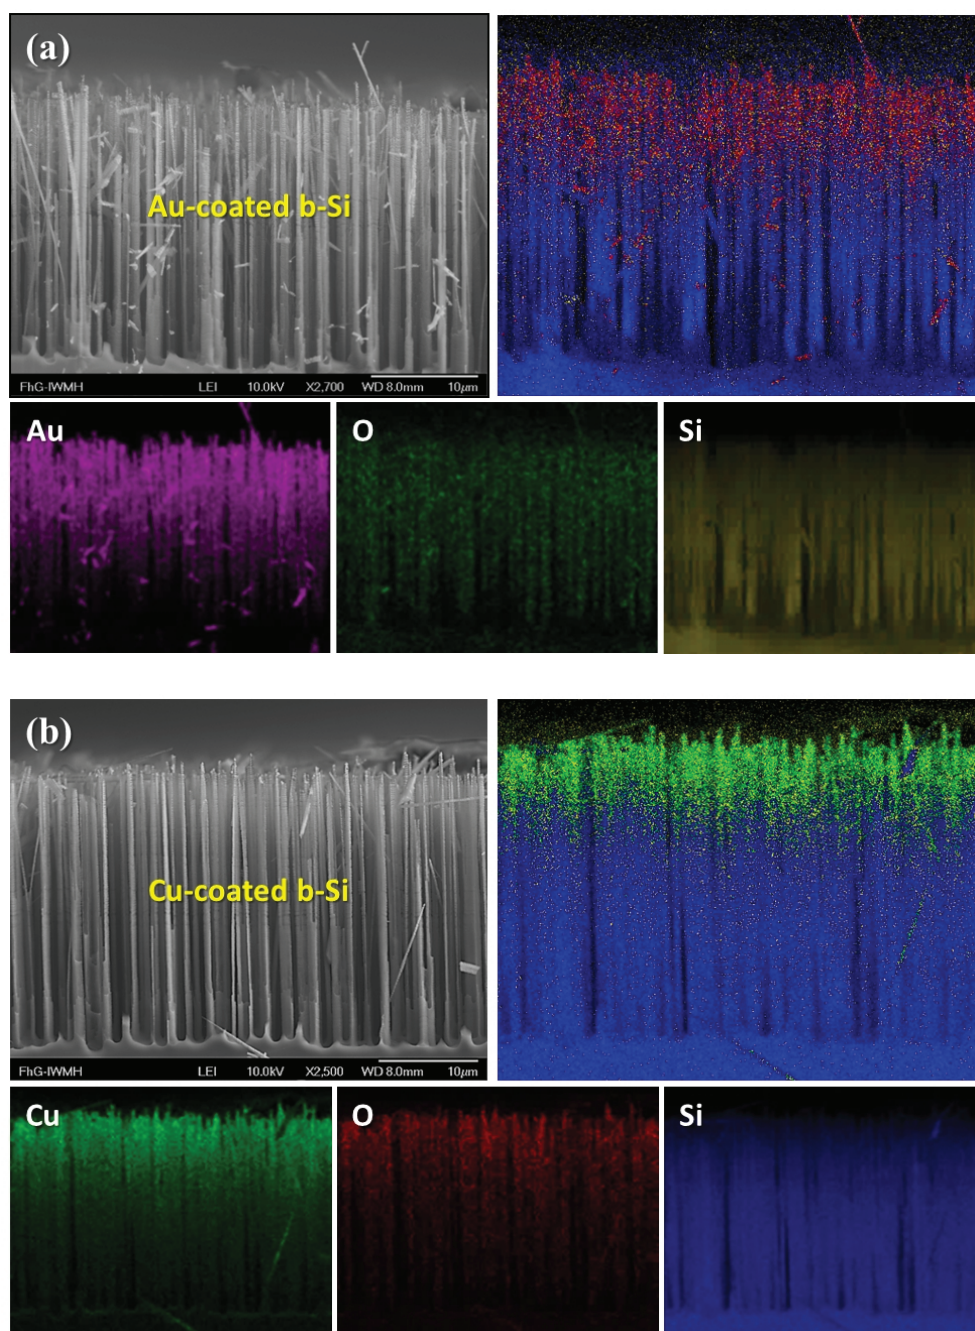 (a)
Au-coated b-Si
FhG-IWMH LEI 10.0kV X2,700 WD 8.0mm 10µm
Au O Si
(b)
Cu-coated b-Si
FhG-IWMH LEI 10.0kV X2,500 WD 8.0mm 10µm
Cu O Si